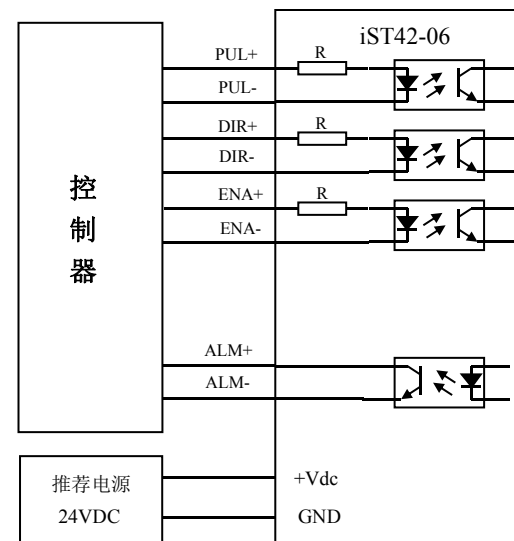 iST42-06
PUL+
R
PUL-
DIR+
R
DIR-
ENA+
R
ENA-
控制器
ALM+
ALM-
推荐电源
24VDC
+Vdc
GND